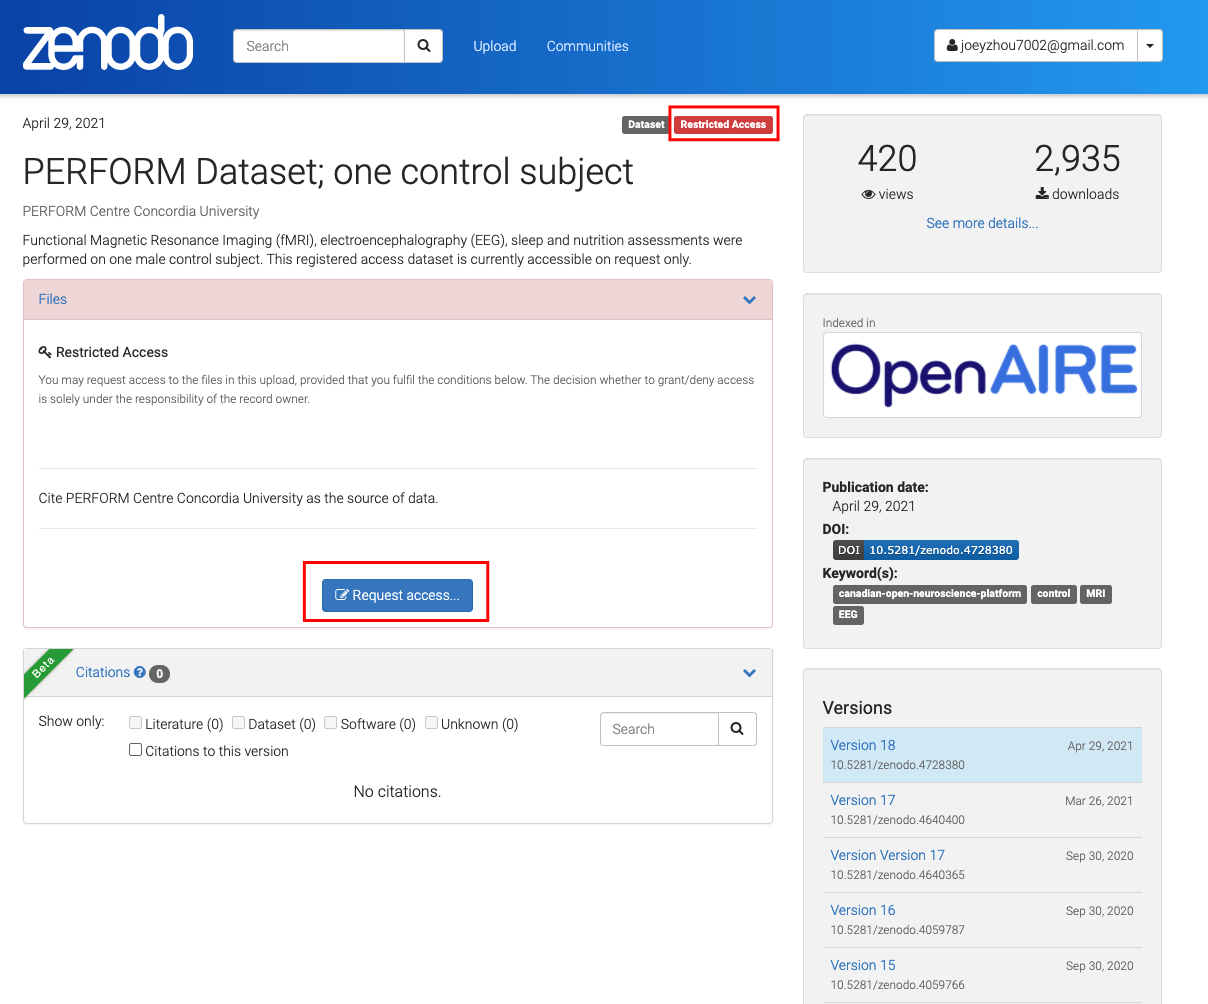 zenodo
Search
Upload
Communities
joeyzhou7002@gmail.com
April 29, 2021
Dataset
Restricted Access
PERFORM Dataset; one control subject
PERFORM Centre Concordia University
Functional Magnetic Resonance Imaging (fMRI), electroencephalography (EEG), sleep and nutrition assessments were
performed on one male control subject. This registered access dataset is currently accessible on request only.
Files
Restricted Access
You may request access to the files in this upload, provided that you fulfil the conditions below. The decision whether to grant/deny access
is solely under the responsibility of the record owner.
Cite PERFORM Centre Concordia University as the source of data.
Request access...
Beta
Citations 0
Show only:
Literature (0) Dataset (0) Software (0) Unknown (0)
Citations to this version
Search
No citations.
420
views
2,935
downloads
See more details...
Indexed in
OpenAIRE
Publication date:
April 29, 2021
DOI:
DOI 10.5281/zenodo.4728380
Keyword(s):
canadian-open-neuroscience-platform control MRI
EEG
Versions
Version 18 Apr 29, 2021
10.5281/zenodo.4728380
Version 17 Mar 26, 2021
10.5281/zenodo.4640400
Version Version 17 Sep 30, 2020
10.5281/zenodo.4640365
Version 16 Sep 30, 2020
10.5281/zenodo.4059787
Version 15 Sep 30, 2020
10.5281/zenodo.4059766